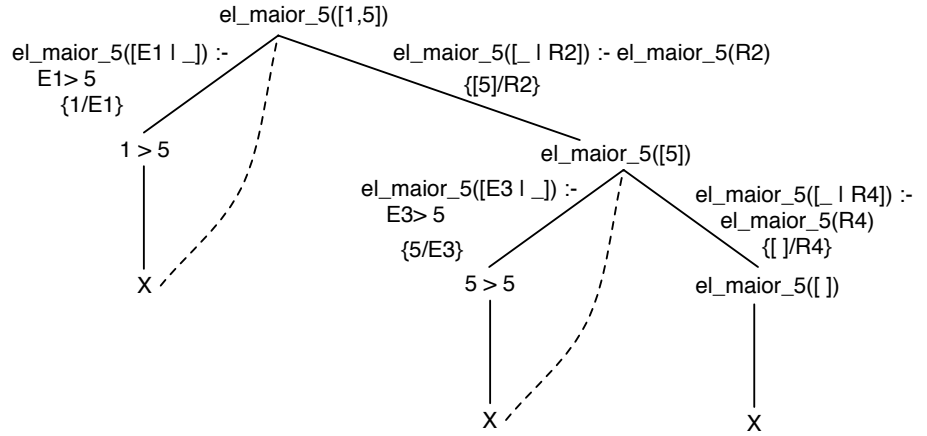 el_maior_5([1,5])
el_maior_5([E1 | _]) :-
E1> 5
{1/E1}
el_maior_5([_ | R2]) :- el_maior_5(R2)
{[5]/R2}
1 > 5
X
el_maior_5([5])
el_maior_5([E3 | _]) :-
E3> 5
{5/E3}
el_maior_5([_ | R4]) :-
el_maior_5(R4)
{[ ]/R4}
5 > 5
el_maior_5([ ])
X
X